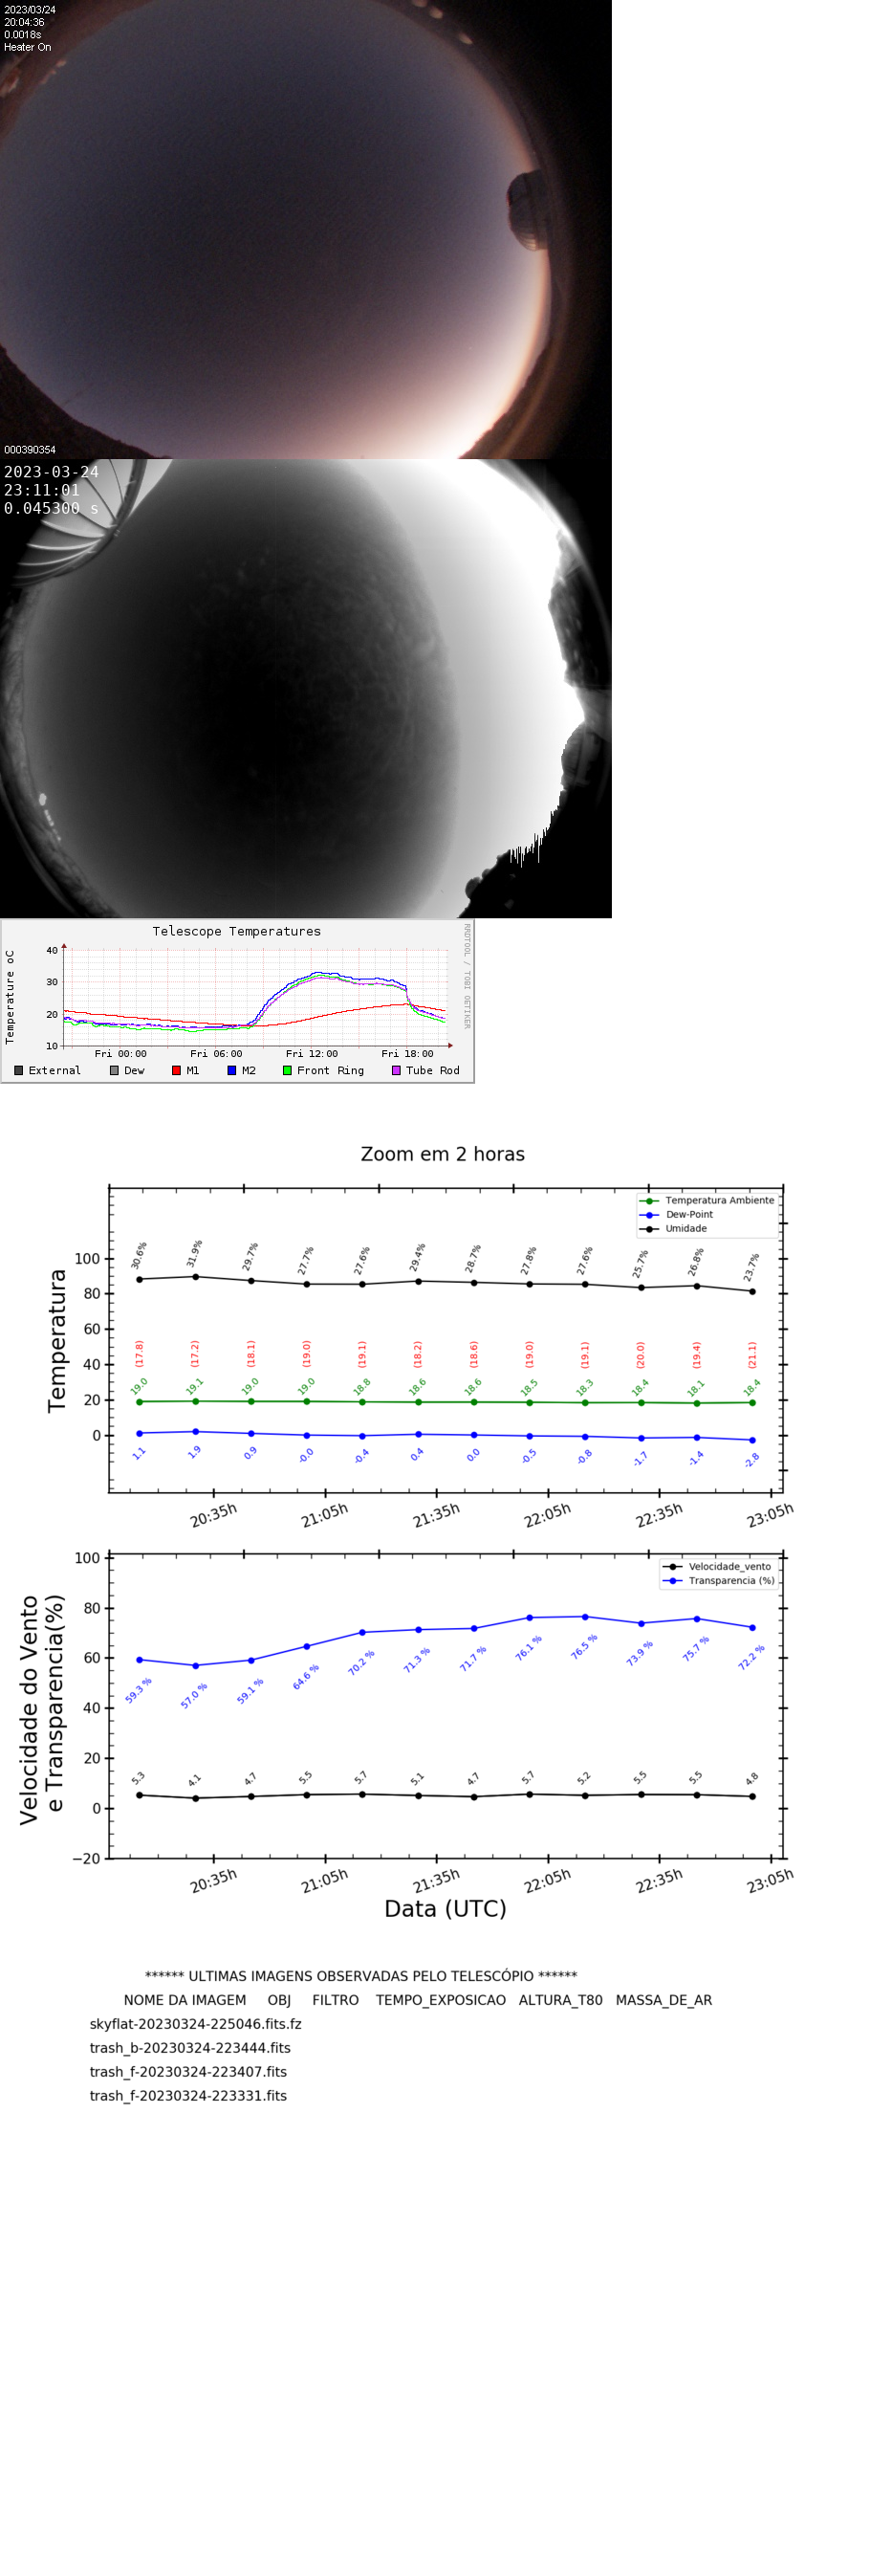 2023/03/24
20:04:36
0.0018s
Heater On
000390354
2023-03-24
23:11:01
0.045300 s
Telescope Temperatures
RRDTOOL / TOBI OETIKER
Temperature oC
40
30
20
10
Fri 00:00 Fri 06:00 Fri 12:00 Fri 18:00
External Dew M1 M2 Front Ring Tube Rod
Zoom em 2 horas
Temperatura Ambiente
Dew-Point
Umidade
Temperatura
100
80
60
40
20
0
30.6% 31.9% 29.7% 27.7% 27.6% 29.4% 28.7% 27.8% 27.6% 25.7% 26.8% 23.7%
(17.8) (17.2) (18.1) (19.0) (19.1) (18.2) (18.6) (19.0) (19.1) (20.0) (19.4) (21.1)
19.0 19.1 19.0 19.0 18.8 18.6 18.6 18.5 18.3 18.4 18.1 18.4
1.1 1.9 0.9 -0.0 -0.4 0.4 0.0 -0.5 -0.8 -1.7 -1.4 -2.8
20:35h 21:05h 21:35h 22:05h 22:35h 23:05h
Velocidade_vento
Transparencia (%)
Velocidade do Vento
e Transparencia(%)
100
80
60
40
20
0
−20
59.3 % 57.0 % 59.1 % 64.6 % 70.2 % 71.3 % 71.7 % 76.1 % 76.5 % 73.9 % 75.7 % 72.2 %
5.3 4.1 4.7 5.5 5.7 5.1 4.7 5.7 5.2 5.5 5.5 4.8
20:35h 21:05h 21:35h 22:05h 22:35h 23:05h
Data (UTC)
****** ULTIMAS IMAGENS OBSERVADAS PELO TELESCÓPIO ******
NOME DA IMAGEM OBJ FILTRO TEMPO_EXPOSICAO ALTURA_T80 MASSA_DE_AR
skyflat-20230324-225046.fits.fz
trash_b-20230324-223444.fits
trash_f-20230324-223407.fits
trash_f-20230324-223331.fits